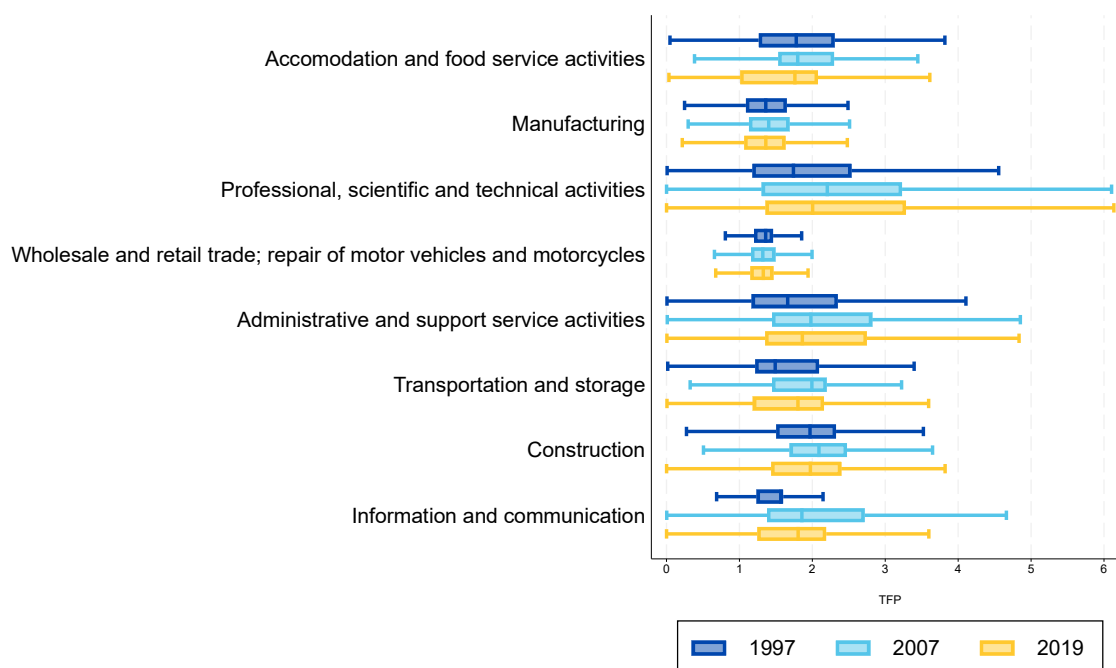 Accomodation and food service activities
Manufacturing
Professional, scientific and technical activities
Wholesale and retail trade; repair of motor vehicles and motorcycles
Administrative and support service activities
Transportation and storage
Construction
Information and communication
0 1 2 3 4 5 6
TFP
1997 2007 2019